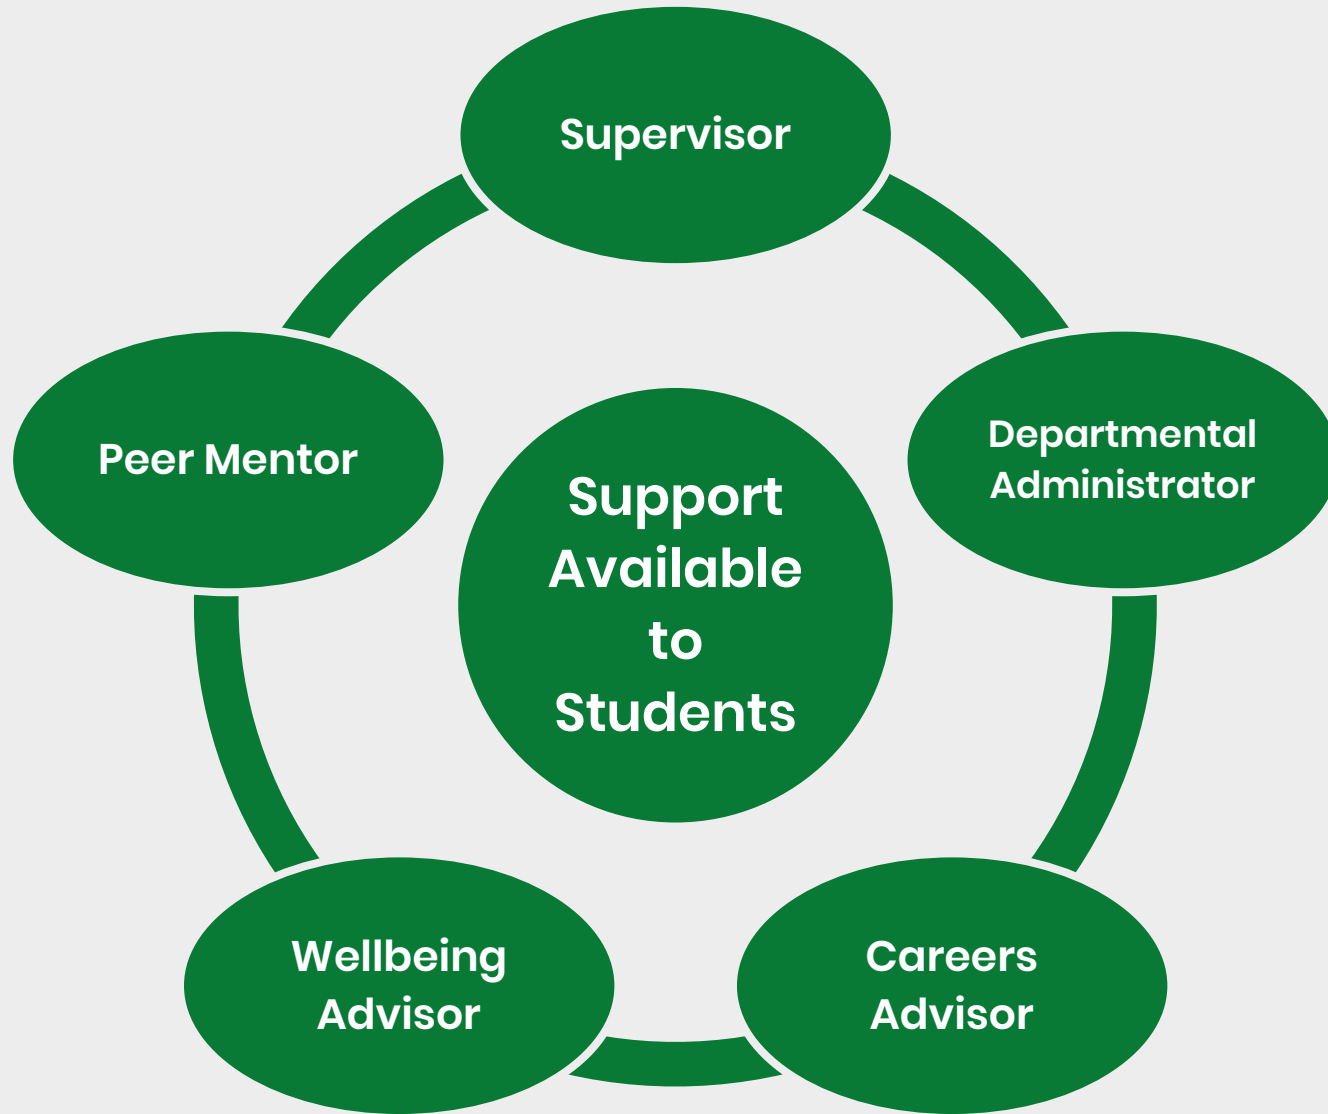 Supervisor
Departmental
Administrator
Careers
Advisor
Wellbeing
Advisor
Peer Mentor
Support
Available
to
Students